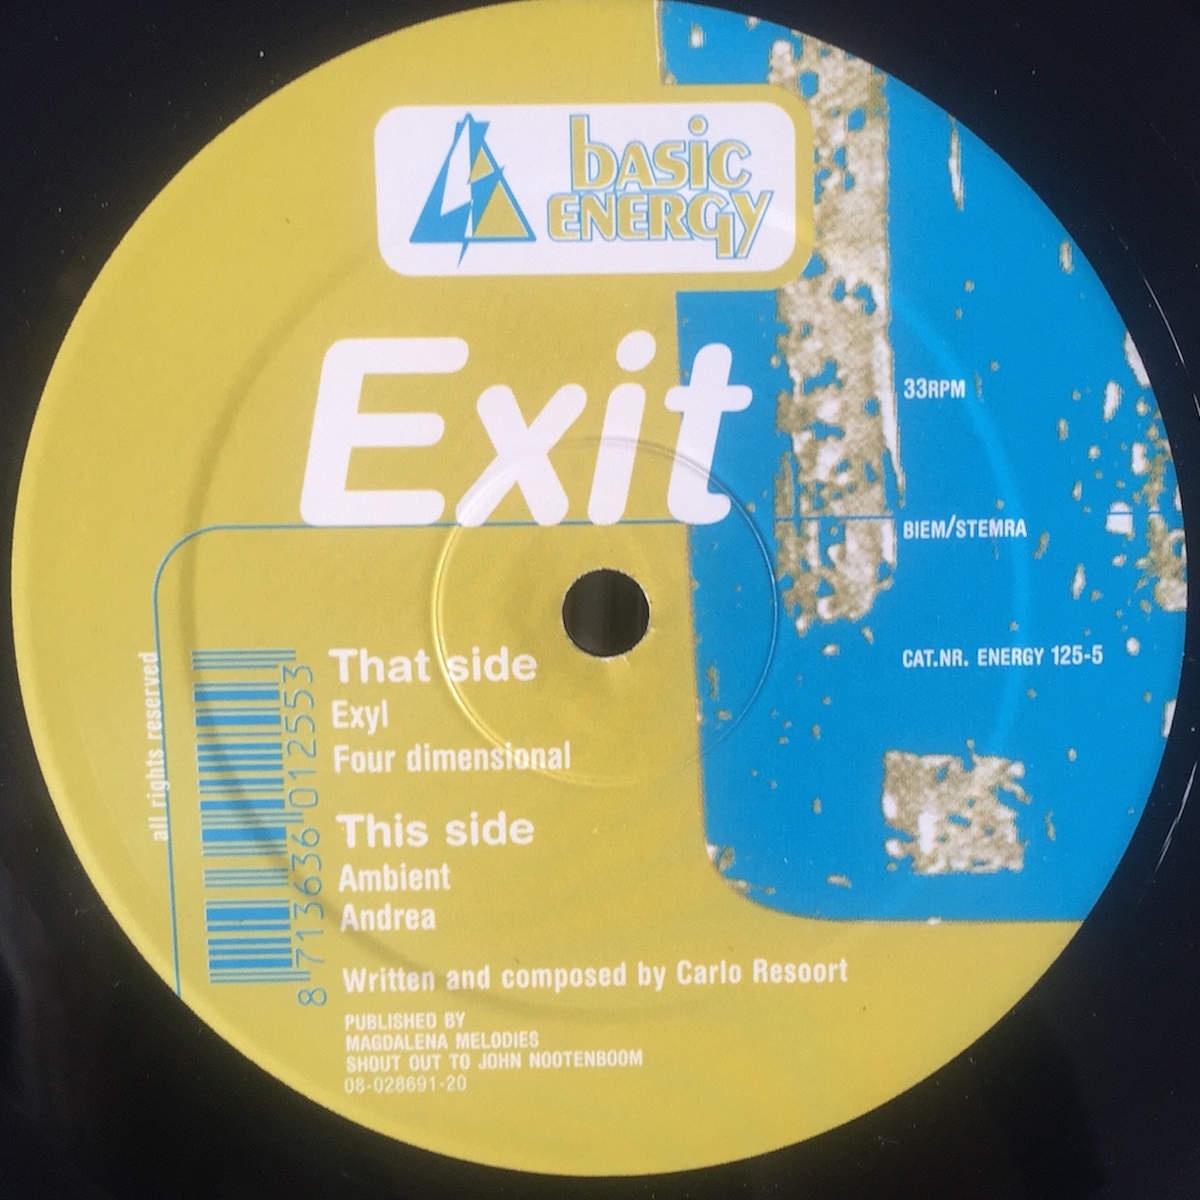 basic
ENERGY
Exit
33RPM
BIEM/STEMRA
CAT.NR. ENERGY 125-5
all rights reserved
8 713636 012553
That side
Exyl
Four dimensional
This side
Ambient
Andrea
Written and composed by Carlo Resoort
PUBLISHED BY
MAGDALENA MELODIES
SHOUT OUT TO JOHN NOOTENBOOM
08-028691-20